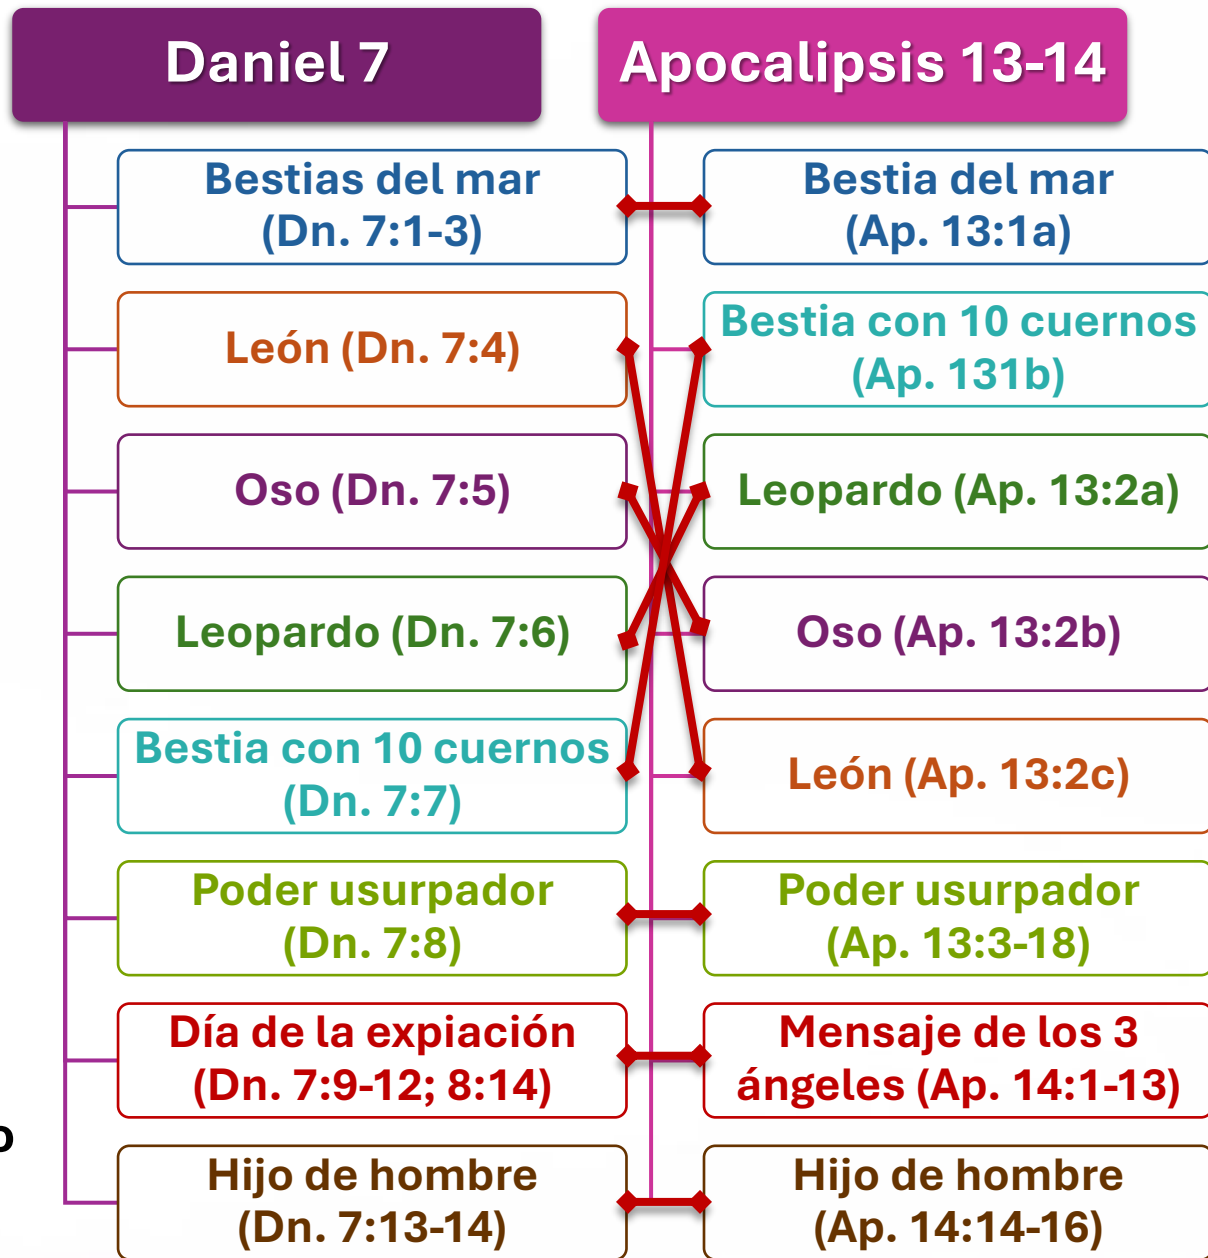 Daniel 7
Bestias del mar
(Dn. 7:1-3)
León (Dn. 7:4)
Oso (Dn. 7:5)
Leopardo (Dn. 7:6)
Bestia con 10 cuernos
(Dn. 7:7)
Poder usurpador
(Dn. 7:8)
Día de la expiación
(Dn. 7:9-12; 8:14)
Hijo de hombre
(Dn. 7:13-14)
Apocalipsis 13-14
Bestia del mar
(Ap. 13:1a)
Bestia con 10 cuernos
(Ap. 131b)
Leopardo (Ap. 13:2a)
Oso (Ap. 13:2b)
León (Ap. 13:2c)
Poder usurpador
(Ap. 13:3-18)
Mensaje de los 3
ángeles (Ap. 14:1-13)
Hijo de hombre
(Ap. 14:14-16)